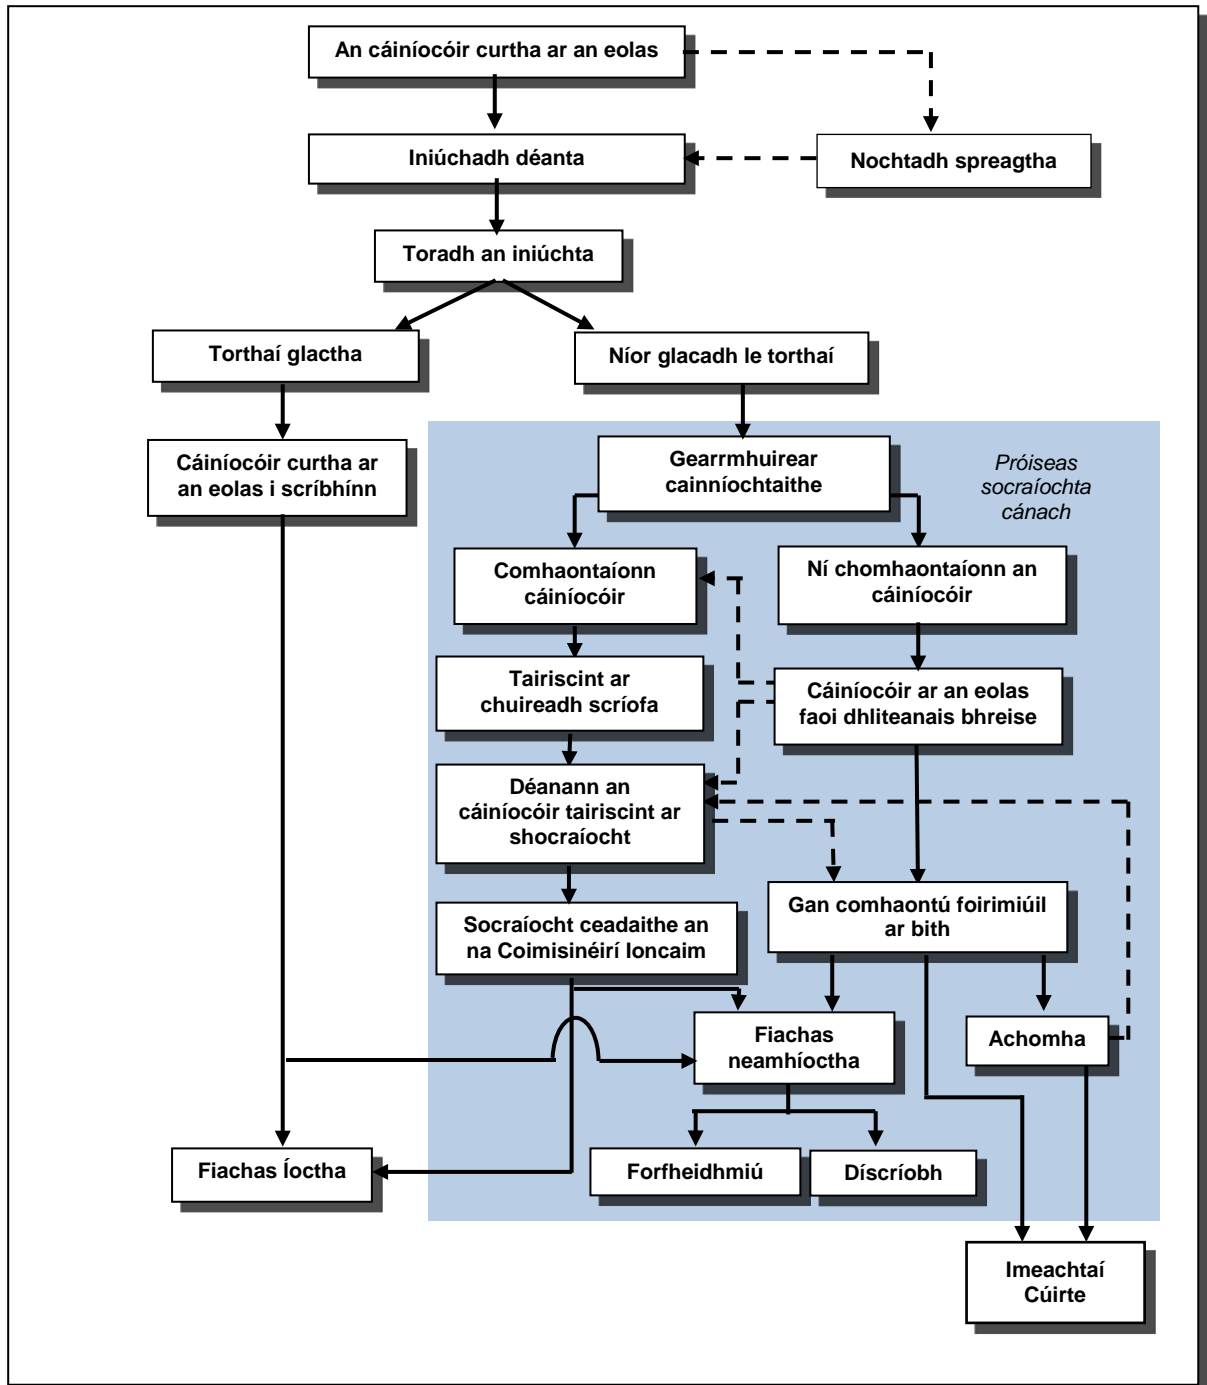 An cáiníocóir curtha ar an eolas
Iniúchadh déanta
Nochtadh spreagtha
Toradh an iniúchta
Torthaí glactha
Níor glacadh le torthaí
Cáiníocóir curtha ar
an eolas i scríbhínn
Gearrmhuirear
cainníochtaithe
Próiseas
socraíochta
cánach
Comhaontaíonn
cáiníocóir
Ní chomhaontaíonn an
cáiníocóir
Tairiscint ar
chuireadh scríofa
Cáiníocóir ar an eolas
faoi dhliteanais bhreise
Déanann an
cáiníocóir tairiscint ar
shocraíocht
Gan comhaontú foirimiúil
ar bith
Socraíocht ceadaithe an
na Coimisinéirí Ioncaim
Fiachas
neamhíoctha
Achomha
Fiachas Íoctha
Forfheidhmiú
Díscríobh
Imeachtaí
Cúirte